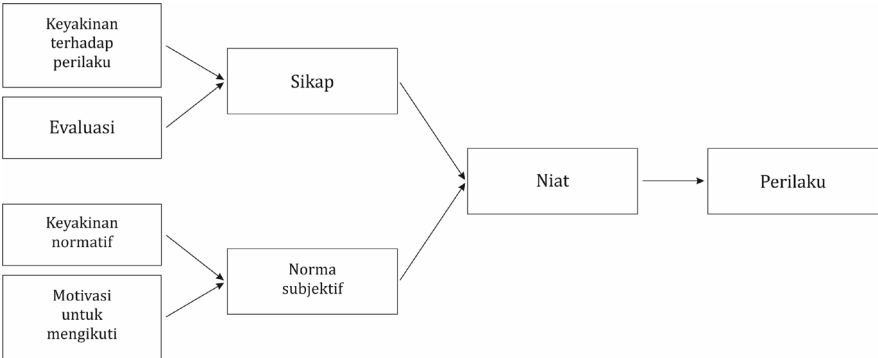 Keyakinan
terhadap
perilaku
Evaluasi
Sikap
Keyakinan
normatif
Motivasi
untuk
mengikuti
Norma
subjektif
Niat
Perilaku